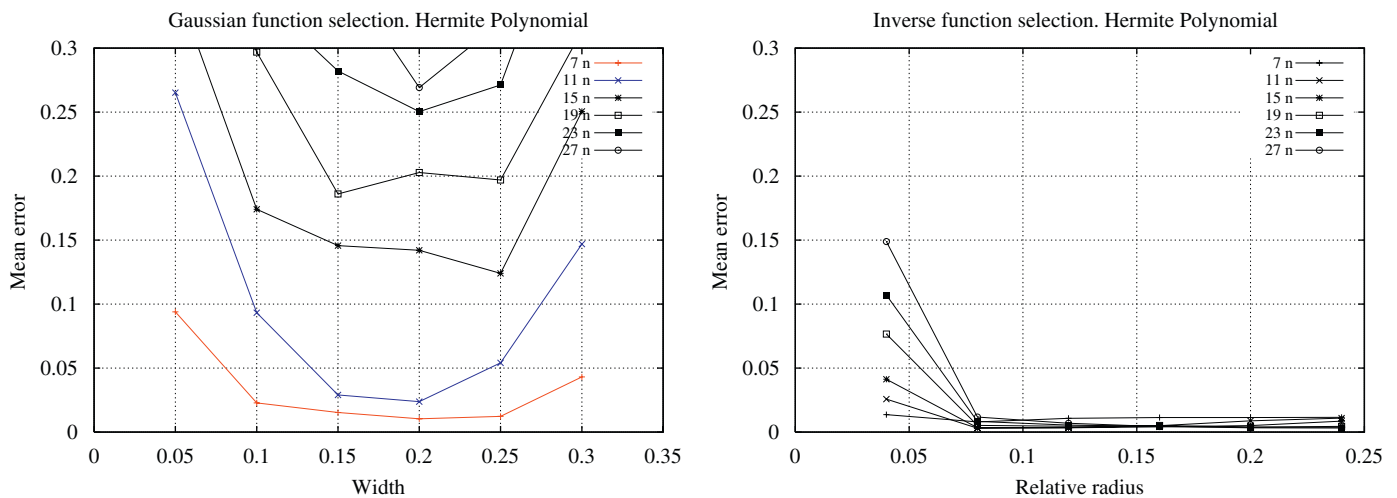 Gaussian function selection. Hermite Polynomial
0.3
0.25
0.2
0.15
0.1
0.05
0
Mean error
7 n
11 n
15 n
19 n
23 n
27 n
0 0.05 0.1 0.15 0.2 0.25 0.3 0.35
Width
Inverse function selection. Hermite Polynomial
0.3
0.25
0.2
0.15
0.1
0.05
0
Mean error
7 n
11 n
15 n
19 n
23 n
27 n
0 0.05 0.1 0.15 0.2 0.25
Relative radius